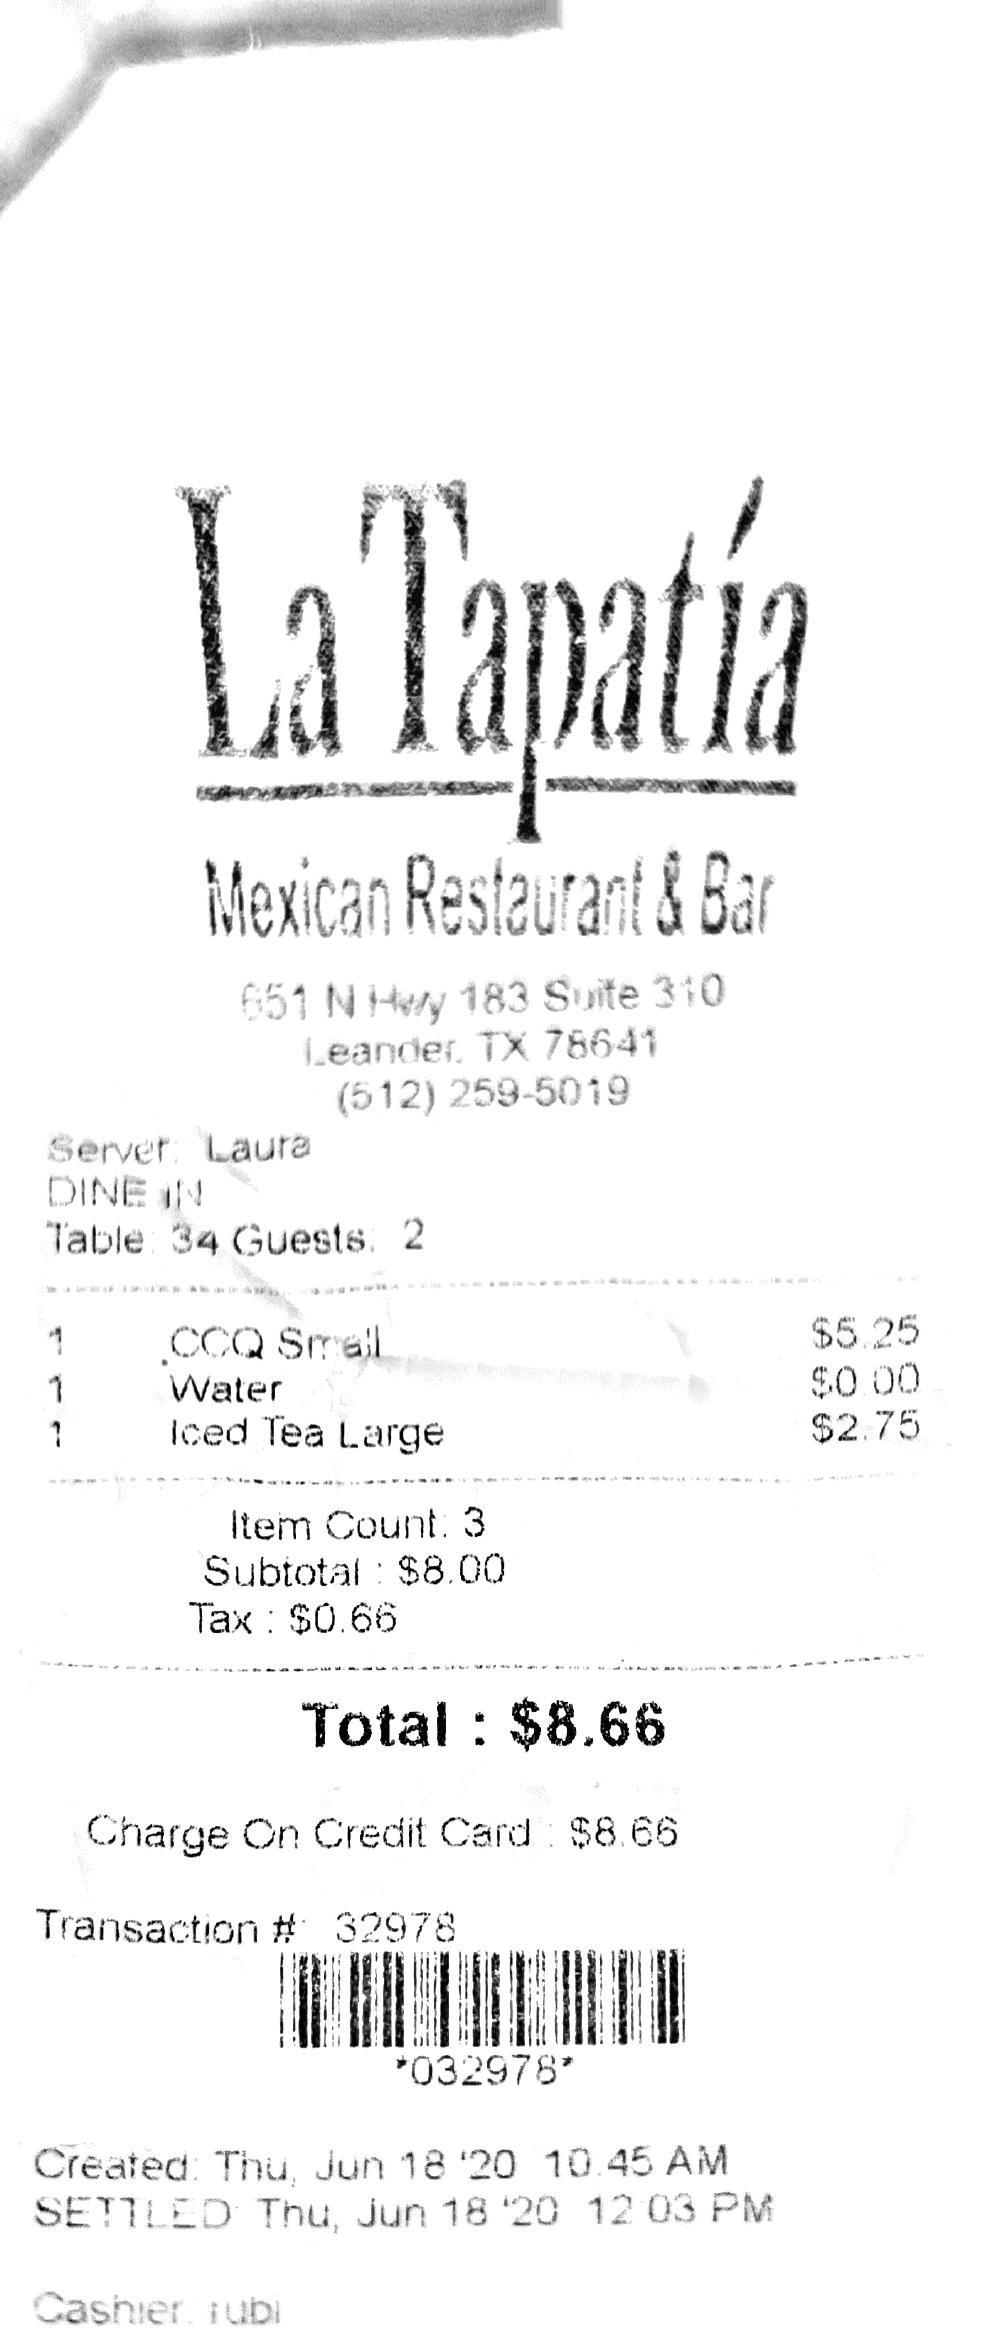 La Tapatía
Mexican Restaurant & Bar
651 N Hwy 183 Suite 310
Leander, TX 78641
(512) 259-5019
Server: Laura
DINE IN
Table: 34 Guests: 2
1 CCQ Small $5.25
1 Water $0.00
1 Iced Tea Large $2.75
Item Count: 3
Subtotal : $8.00
Tax : $0.66
Total : $8.66
Charge On Credit Card : $8.66
Transaction #: 32978
*032978*
Created: Thu, Jun 18 '20 10:45 AM
SETTLED: Thu, Jun 18 '20 12:03 PM
Cashier: rubi